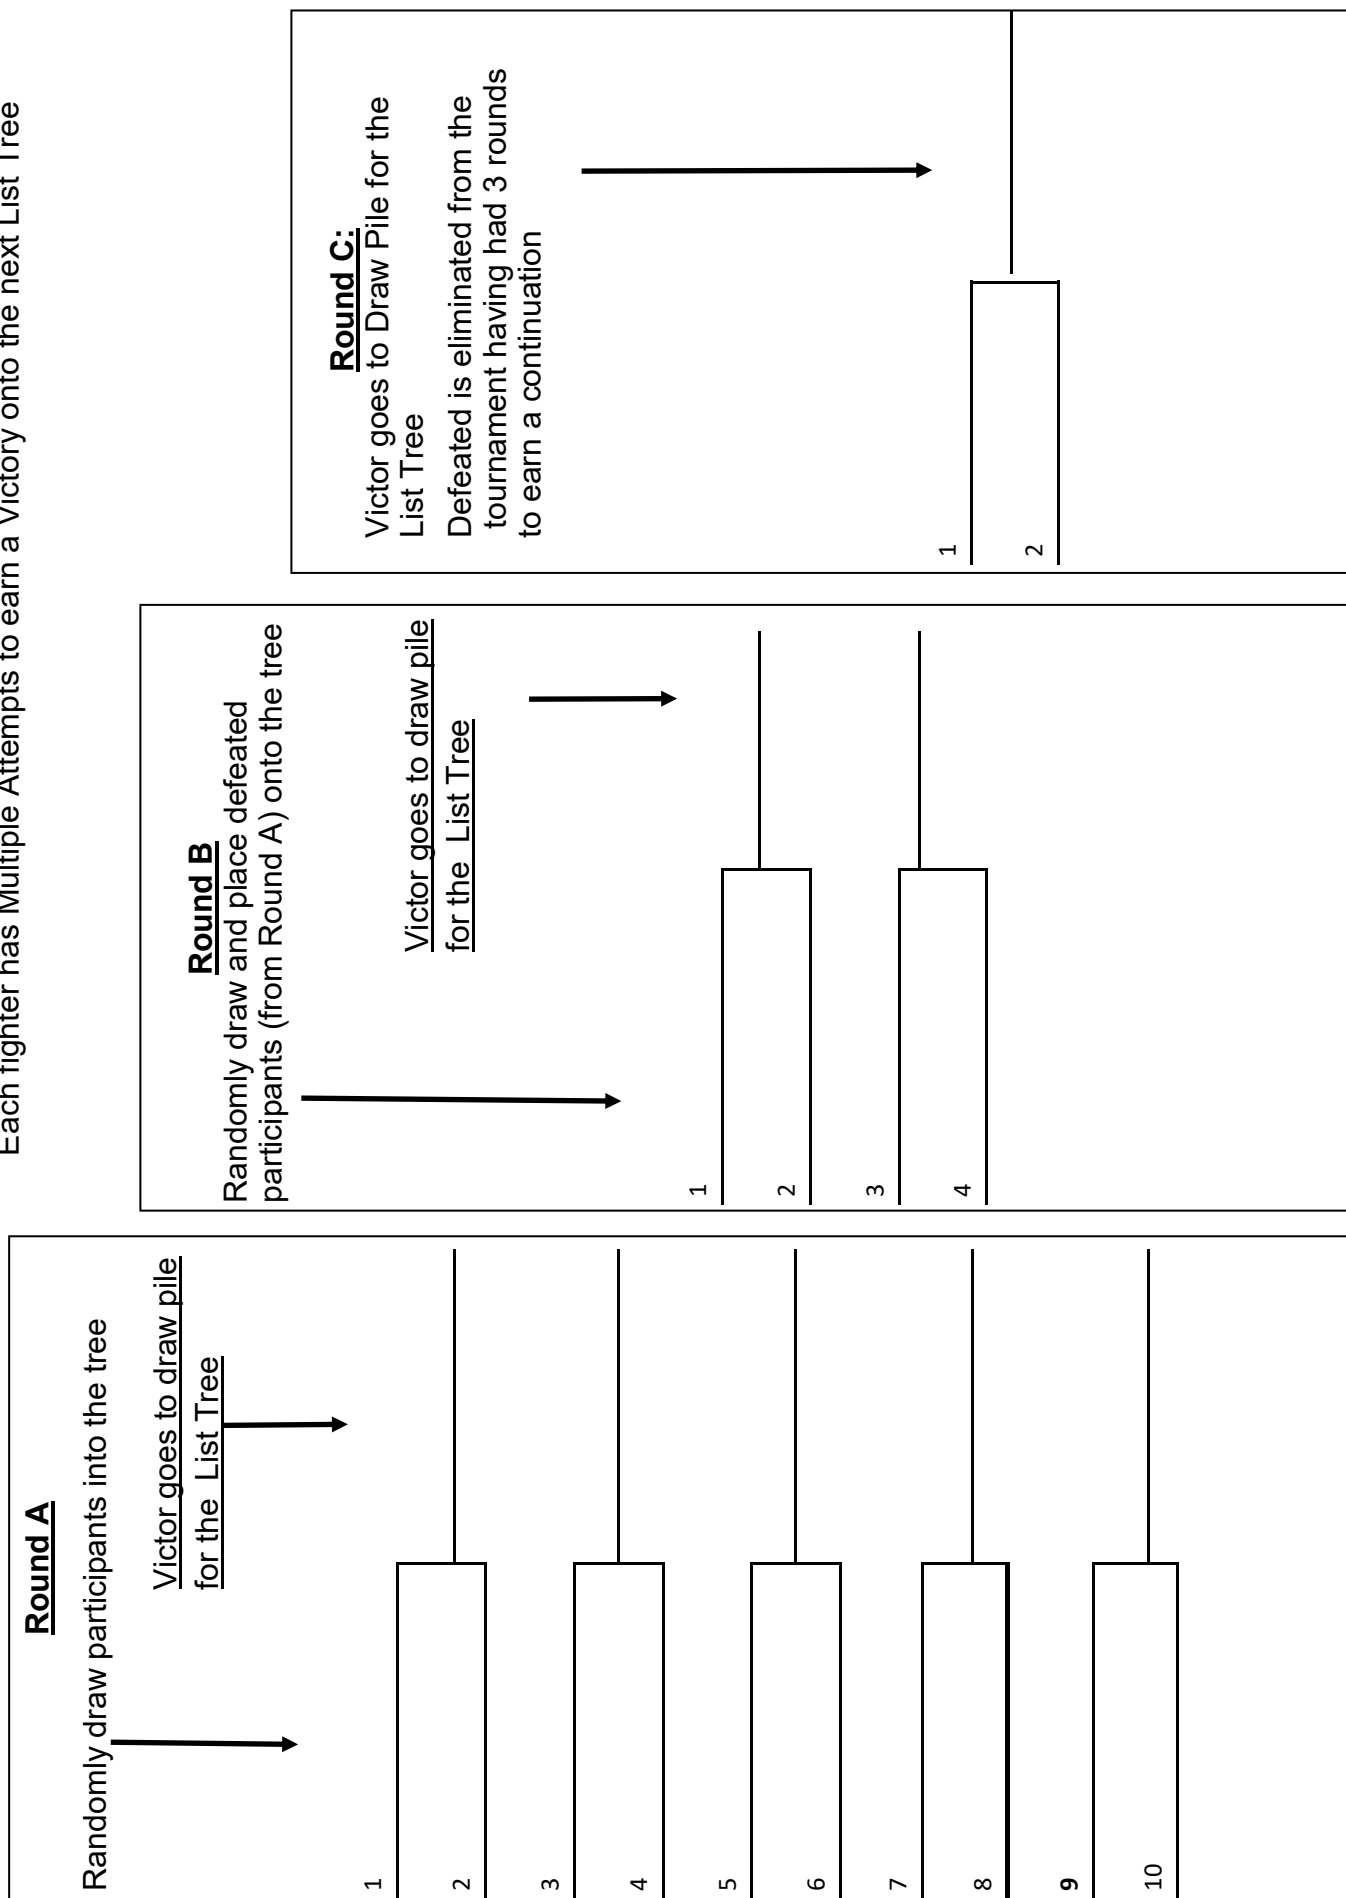 Each fighter has Multiple Attempts to earn a Victory onto the next List Tree
Round A
Randomly draw participants into the tree
Victor goes to draw pile
for the List Tree
1
2
3
4
5
6
7
8
9
10
Round B
Randomly draw and place defeated
participants (from Round A) onto the tree
Victor goes to draw pile
for the List Tree
1
2
3
4
Round C:
Victor goes to Draw Pile for the
List Tree
Defeated is eliminated from the
tournament having had 3 rounds
to earn a continuation
1
2